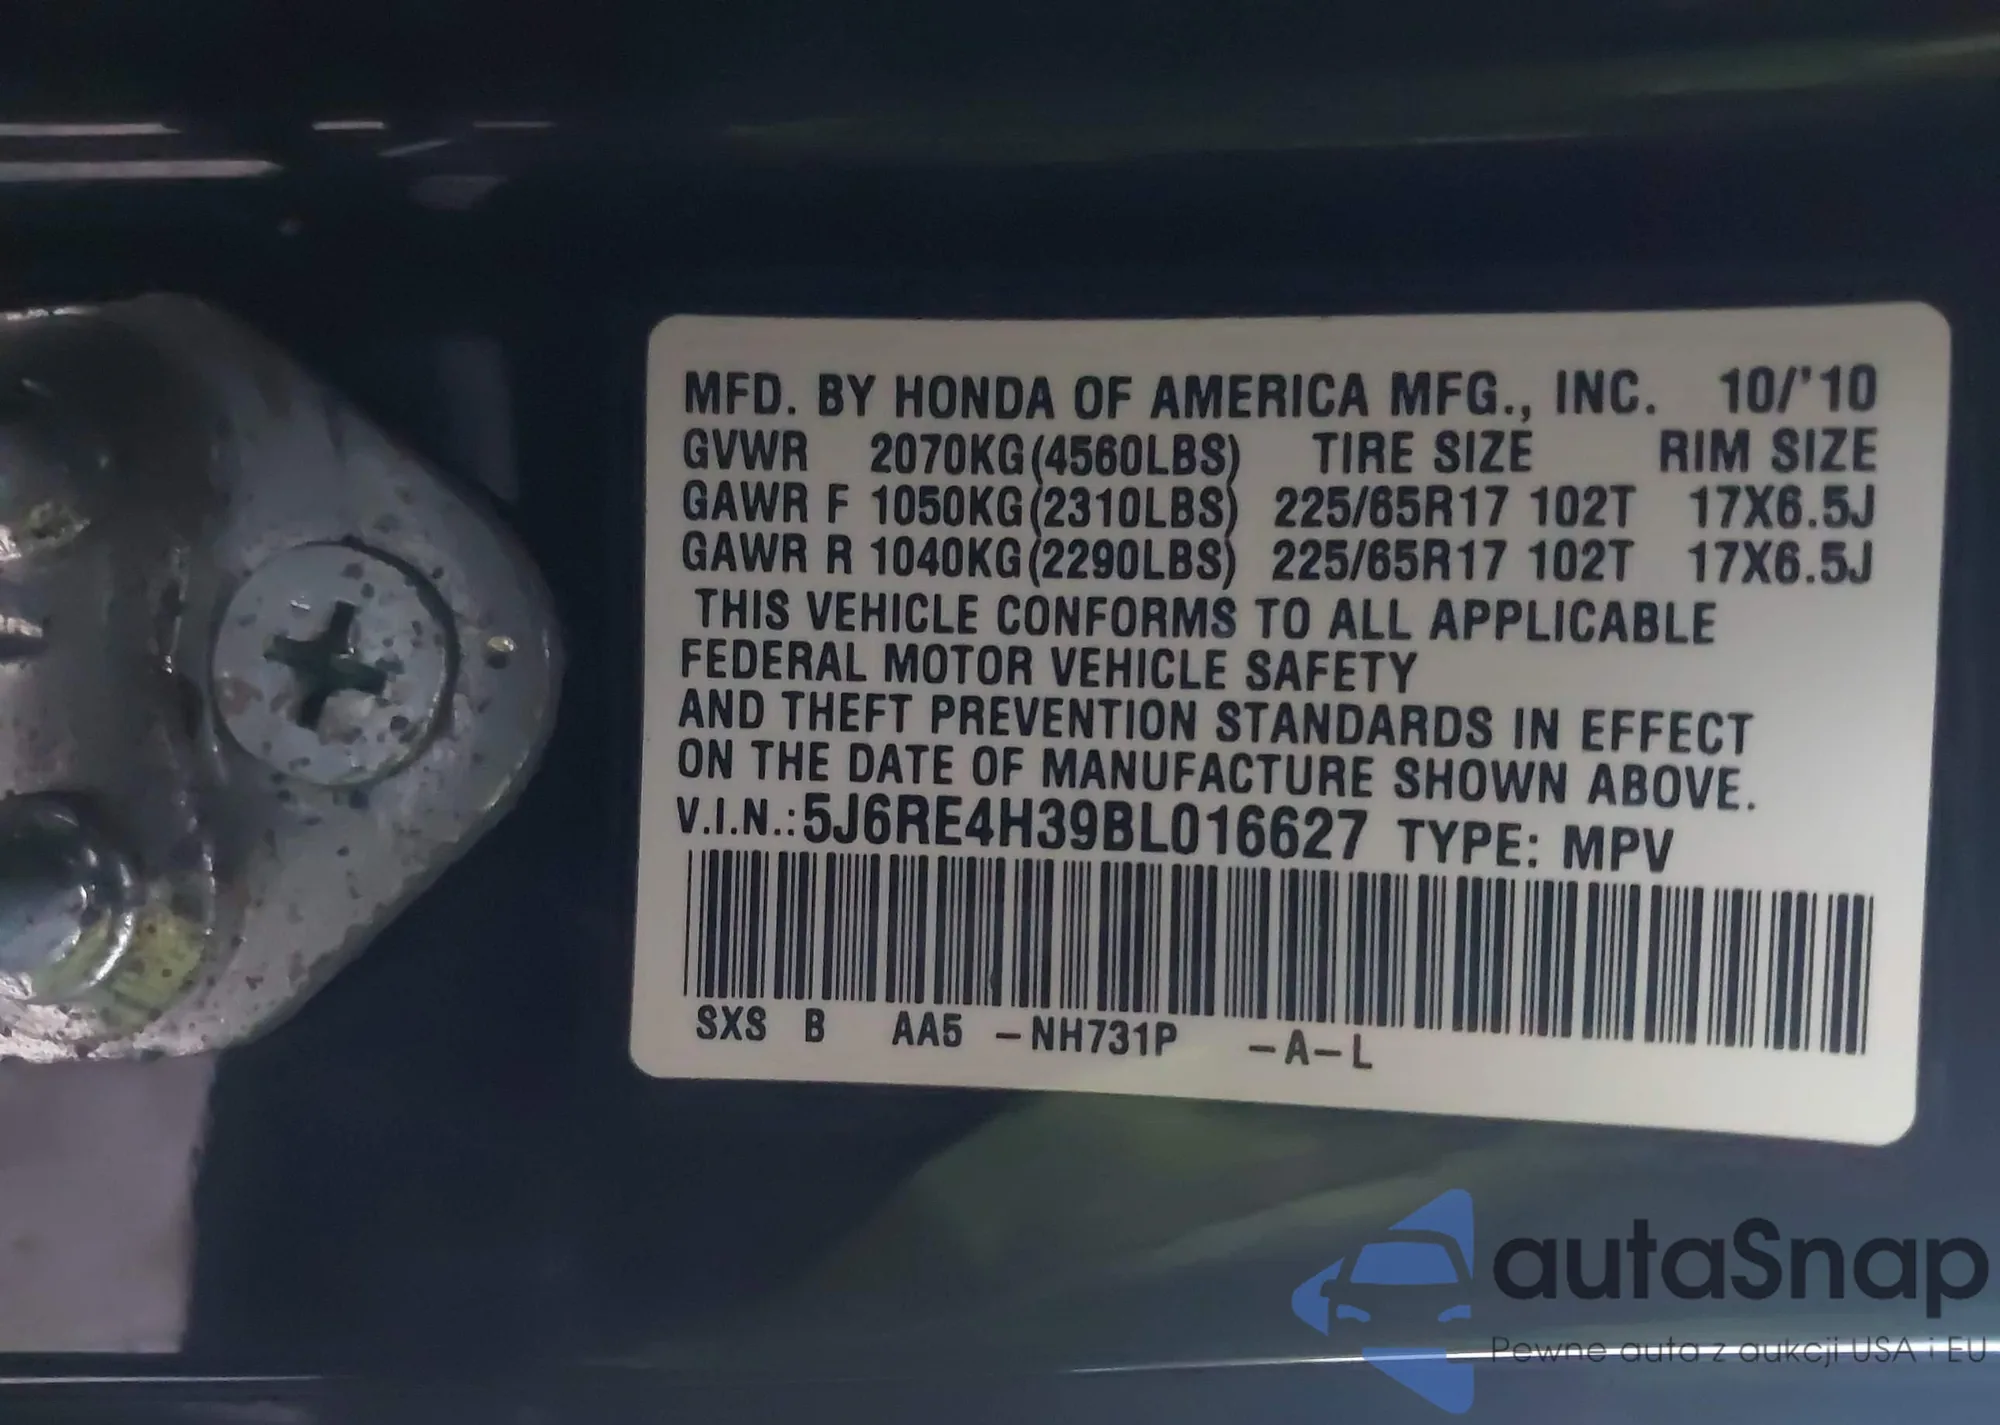 MFD. BY HONDA OF AMERICA MFG., INC. 10/'10
GVWR 2070KG(4560LBS) TIRE SIZE RIM SIZE
GAWR F 1050KG(2310LBS) 225/65R17 102T 17X6.5J
GAWR R 1040KG(2290LBS) 225/65R17 102T 17X6.5J
THIS VEHICLE CONFORMS TO ALL APPLICABLE
FEDERAL MOTOR VEHICLE SAFETY
AND THEFT PREVENTION STANDARDS IN EFFECT
ON THE DATE OF MANUFACTURE SHOWN ABOVE.
V.I.N.:5J6RE4H39BL016627 TYPE: MPV
SXS B AA5 -NH731P -A-L
autaSnap
Pewne auta z aukcji USA i EU